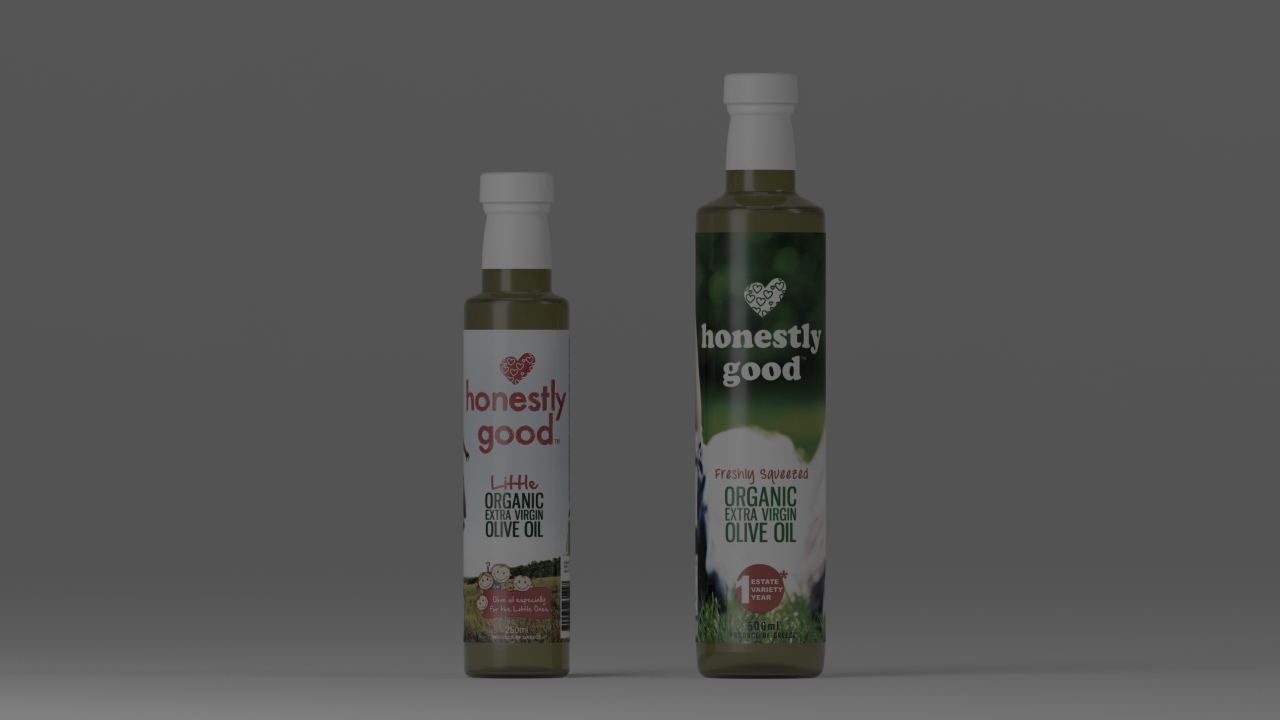 honestly
good™
Little
ORGANIC
EXTRA VIRGIN
OLIVE OIL
Olive oil especially
for the Little Ones
250ml
honestly
good
Freshly Squeezed
ORGANIC
EXTRA VIRGIN
OLIVE OIL
1 ESTATE
VARIETY
YEAR*
500ml